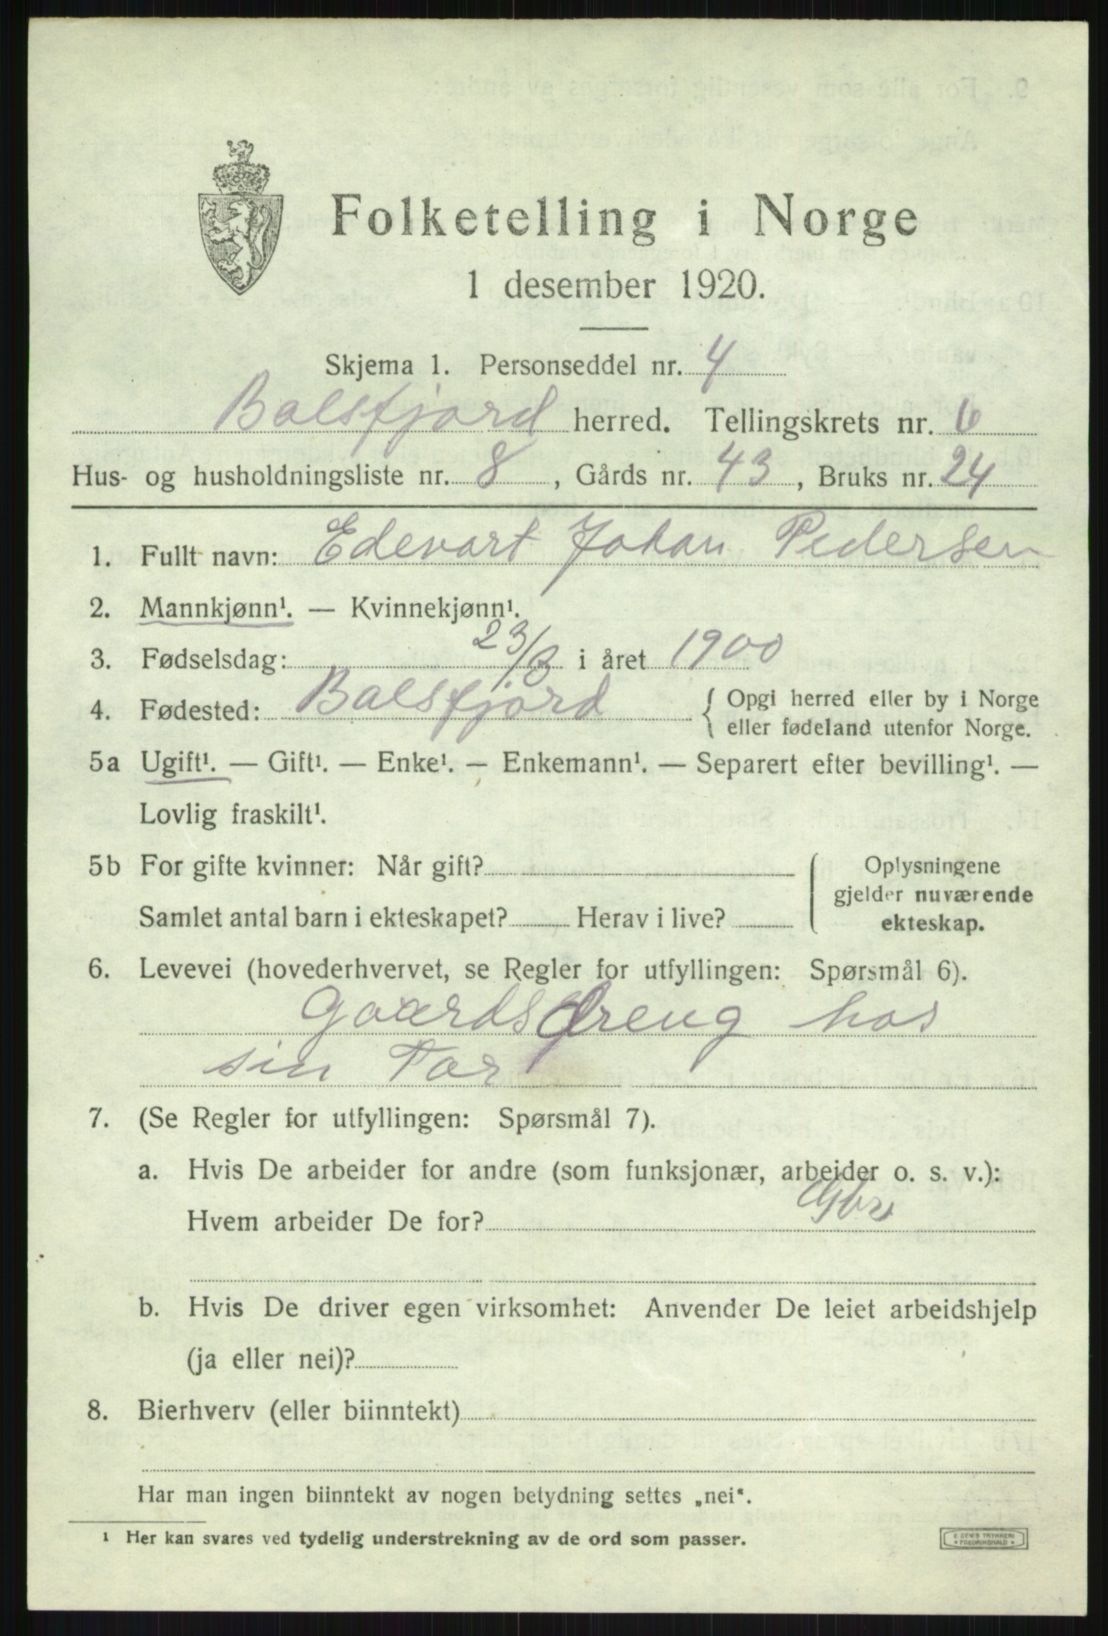 Folketelling i Norge
1 desember 1920.
Skjema 1. Personseddel nr. 4
Balsfjord herred. Tellingskrets nr. 6
Hus- og husholdningsliste nr. 8, Gårds nr. 43, Bruks nr. 24
1. Fullt navn: Edevart Johan Pedersen
2. Mannkjønn¹. — Kvinnekjønn¹.
3. Fødselsdag: 23/3 i året 1900
4. Fødested: Balsfjord { Opgi herred eller by i Norge
eller fødeland utenfor Norge.
5a Ugift¹. — Gift¹. — Enke¹. — Enkemann¹. — Separert efter bevilling¹. —
Lovlig fraskilt¹.
5b For gifte kvinner: Når gift?
Samlet antal barn i ekteskapet? Herav i live?
Oplysningene
gjelder nuværende
ekteskap.
6. Levevei (hovederhvervet, se Regler for utfyllingen: Spørsmål 6).
Gaardsdreng hos
sin Far
7. (Se Regler for utfyllingen: Spørsmål 7).
a. Hvis De arbeider for andre (som funksjonær, arbeider o. s. v.):
Hvem arbeider De for?
b. Hvis De driver egen virksomhet: Anvender De leiet arbeidshjelp
(ja eller nei)?
8. Bierhverv (eller biinntekt)
Har man ingen biinntekt av nogen betydning settes „nei".
¹ Her kan svares ved tydelig understrekning av de ord som passer.